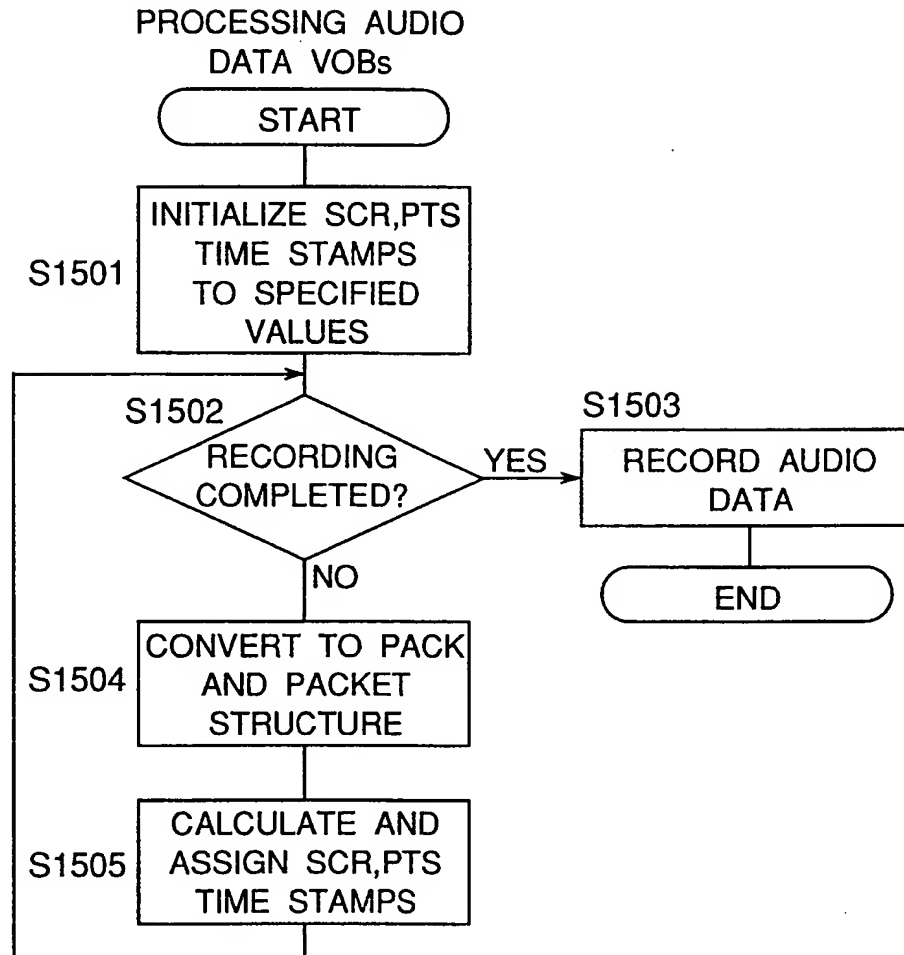 PROCESSING AUDIO
DATA VOBs
START
S1501
INITIALIZE SCR,PTS
TIME STAMPS
TO SPECIFIED
VALUES
S1502
RECORDING
COMPLETED?
YES
S1503
RECORD AUDIO
DATA
END
NO
S1504
CONVERT TO PACK
AND PACKET
STRUCTURE
S1505
CALCULATE AND
ASSIGN SCR,PTS
TIME STAMPS